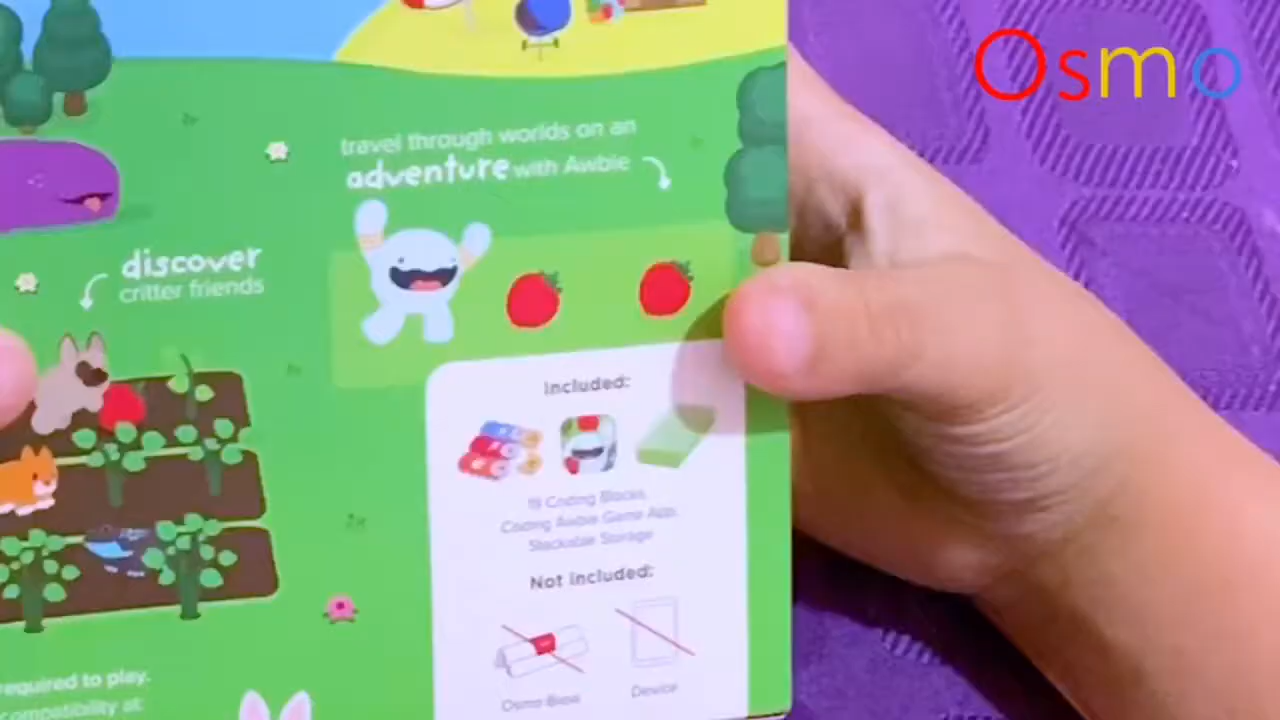 Osmo
travel through worlds on an
adventure with Awbie
discover
critter friends
Included:
19 Coding Blocks,
Coding Awbie Game App,
Stackable Storage
Not included:
Osmo Base
Device
required to play.
compatibility at: